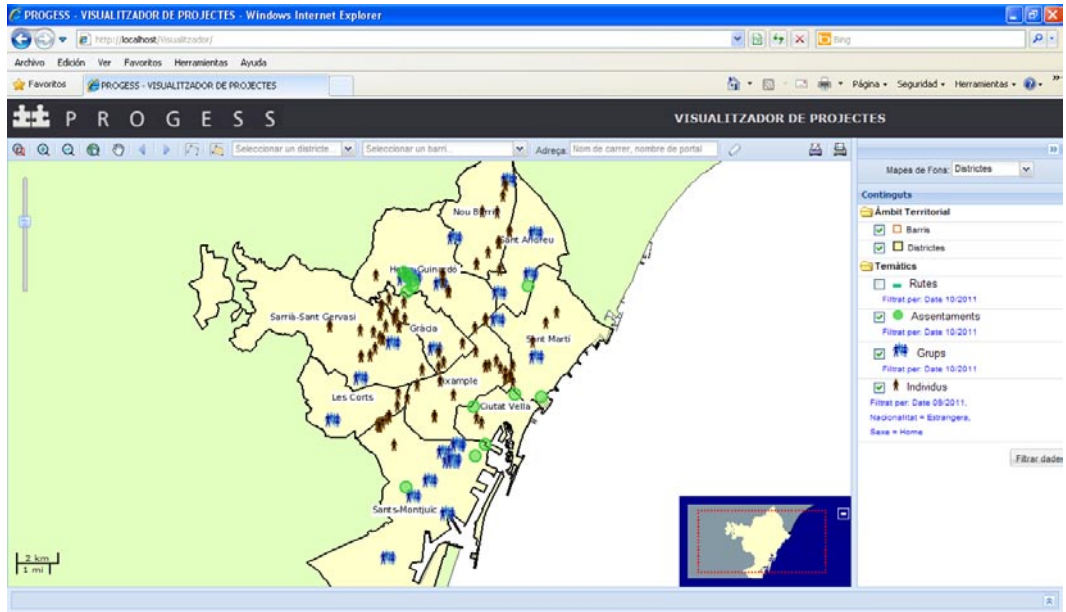 PROGESS - VISUALITZADOR DE PROJECTES - Windows Internet Explorer
http://localhost/Visualitzador/
Bing
Archivo Edición Ver Favoritos Herramientas Ayuda
Favoritos PROGESS - VISUALITZADOR DE PROJECTES
Página Seguridad Herramientas
PROGESS
VISUALITZADOR DE PROJECTES
Seleccionar un districte
Seleccionar un barri...
Adreça: Nom de carrer, nombre de portal
Mapes de Fons: Districtes
Continguts
Àmbit Territorial
Barris
Districtes
Temàtics
Rutes
Filtrat per: Date 10/2011
Assentaments
Filtrat per: Date 10/2011
Grups
Filtrat per: Date 10/2011
Individus
Filtrat per: Date 09/2011,
Nacionalitat = Estrangera,
Sexe = Home
Filtrar dades
Nou Barris
Sant Andreu
Guinardó
Sarrià-Sant Gervasi
Gràcia
Sant Martí
Eixample
Les Corts
Ciutat Vella
Sants-Montjuïc
2 km
1 mi